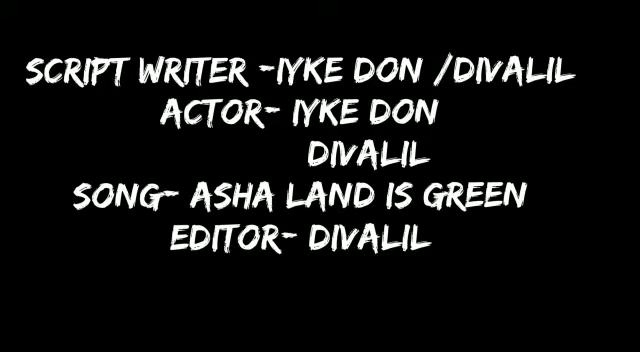 SCRIPT WRITER -IYKE DON /DIVALIL
ACTOR- IYKE DON
DIVALIL
SONG- ASHA LAND IS GREEN
EDITOR- DIVALIL